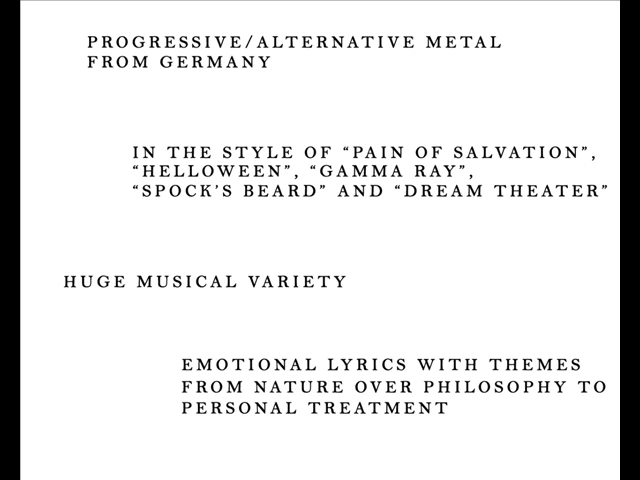 PROGRESSIVE/ALTERNATIVE METAL
FROM GERMANY
IN THE STYLE OF “PAIN OF SALVATION”,
“HELLOWEEN”, “GAMMA RAY”,
“SPOCK’S BEARD” AND “DREAM THEATER”
HUGE MUSICAL VARIETY
EMOTIONAL LYRICS WITH THEMES
FROM NATURE OVER PHILOSOPHY TO
PERSONAL TREATMENT